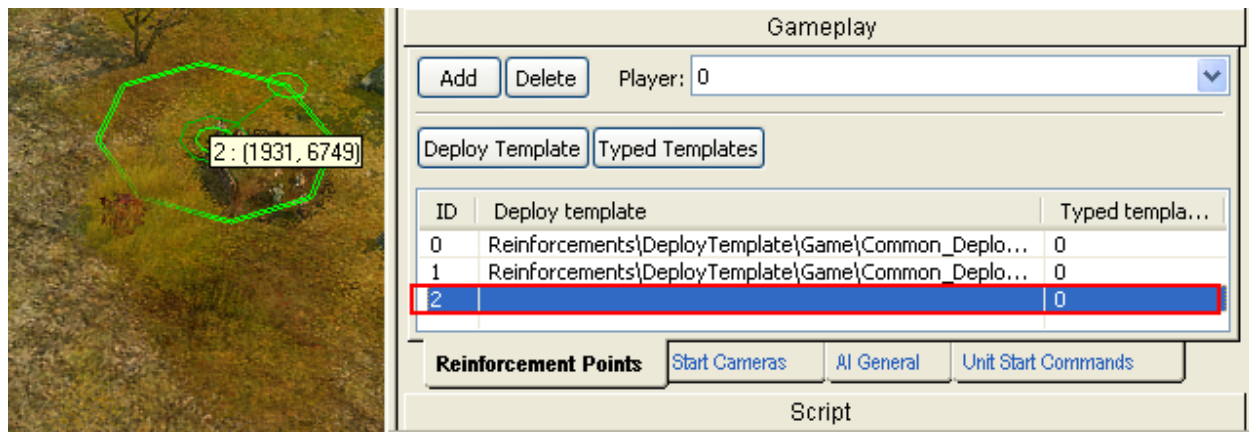 Gameplay
Add Delete Player: 0
2 : (1931, 6749)
Deploy Template Typed Templates
ID Deploy template Typed templa...
0 Reinforcements\DeployTemplate\Game\Common_Deplo... 0
1 Reinforcements\DeployTemplate\Game\Common_Deplo... 0
2 0
Reinforcement Points Start Cameras AI General Unit Start Commands
Script